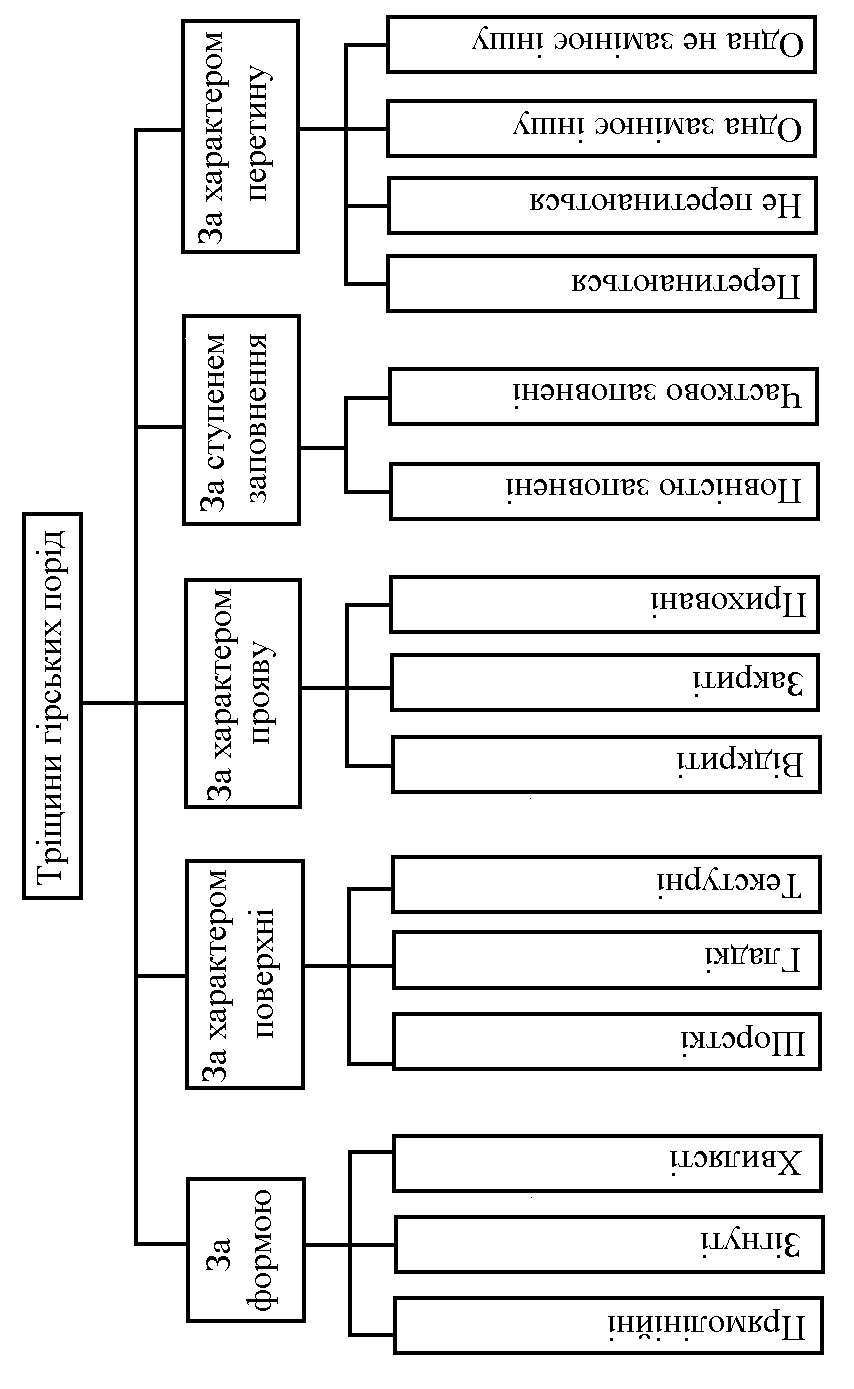 Тріщини гірських порід
За
формою
За характером
поверхні
За характером
прояву
За ступенем
заповнення
За характером
перетину
Прямолінійні
Зігнуті
Хвилясті
Шорсткі
Гладкі
Текстурні
Відкриті
Закриті
Приховані
Повністю заповнені
Частково заповнені
Перетинаються
Не перетинаються
Одна замінює іншу
Одна не замінює іншу